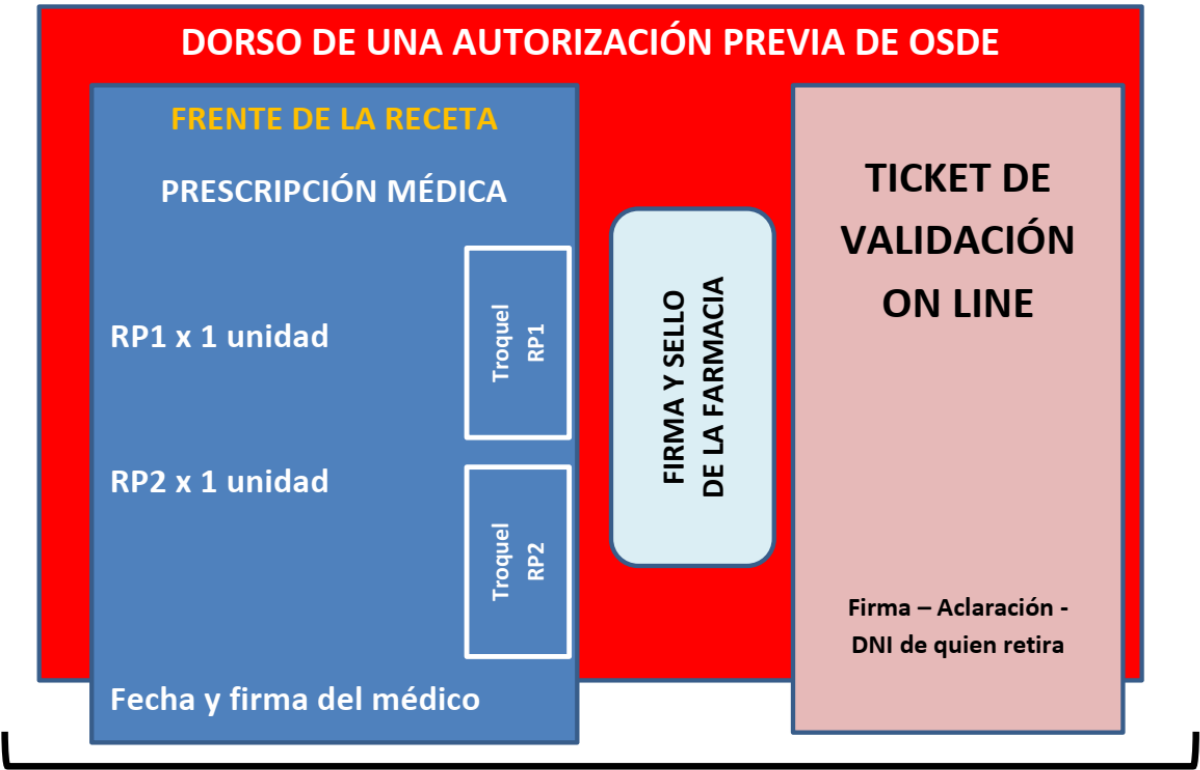 DORSO DE UNA AUTORIZACIÓN PREVIA DE OSDE
FRENTE DE LA RECETA
PRESCRIPCIÓN MÉDICA
RP1 x 1 unidad
Troquel
RP1
RP2 x 1 unidad
Troquel
RP2
Fecha y firma del médico
FIRMA Y SELLO
DE LA FARMACIA
TICKET DE
VALIDACIÓN
ON LINE
Firma – Aclaración -
DNI de quien retira